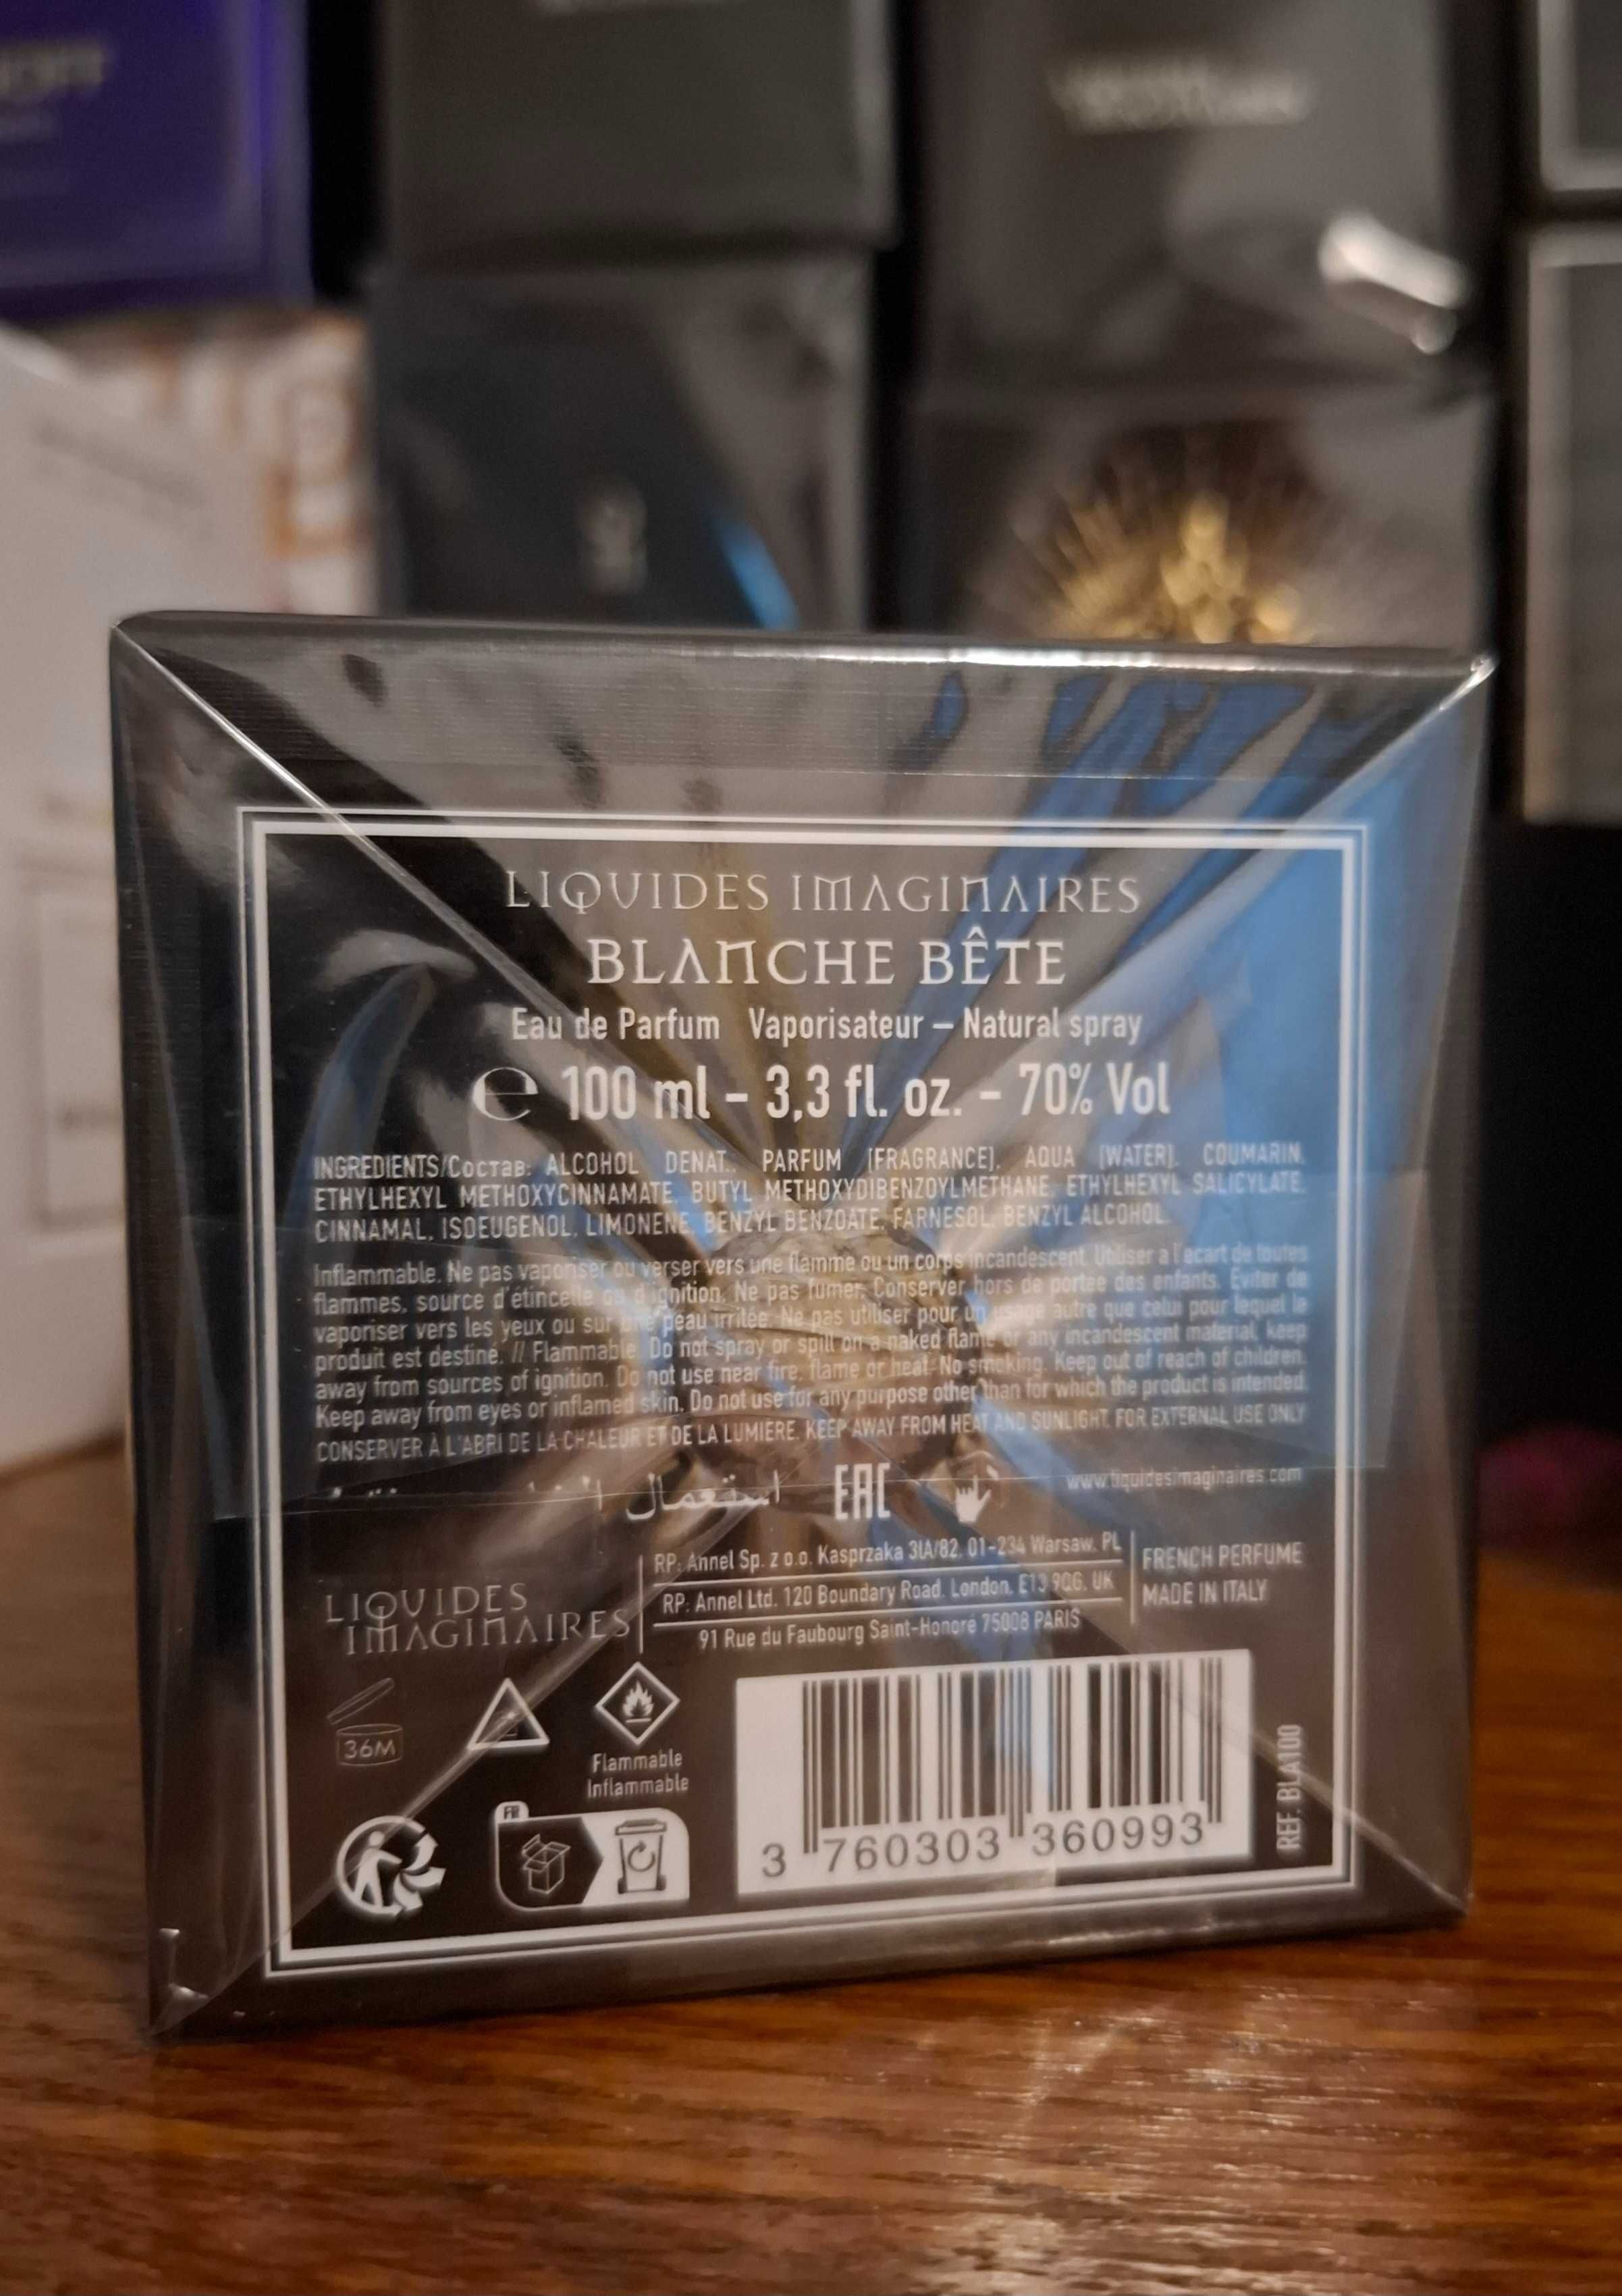 LIQUIDES IMAGINAIRES
BLANCHE BÊTE
Eau de Parfum Vaporisateur – Natural spray
℮ 100 ml - 3,3 fl. oz. - 70% Vol
INGREDIENTS/Состав: ALCOHOL DENAT., PARFUM [FRAGRANCE], AQUA [WATER], COUMARIN,
ETHYLHEXYL METHOXYCINNAMATE, BUTYL METHOXYDIBENZOYLMETHANE, ETHYLHEXYL SALICYLATE,
CINNAMAL, ISOEUGENOL, LIMONENE, BENZYL BENZOATE, FARNESOL, BENZYL ALCOHOL.
Inflammable. Ne pas vaporiser ou verser vers une flamme ou un corps incandescent. Utiliser a l'écart de toutes
flammes, source d'étincelle ou d'ignition. Ne pas fumer. Conserver hors de portée des enfants. Éviter de
vaporiser vers les yeux ou sur une peau irritée. Ne pas utiliser pour un usage autre que celui pour lequel le
produit est destiné. // Flammable. Do not spray or spill on a naked flame or any incandescent material, keep
away from sources of ignition. Do not use near fire, flame or heat. No smoking. Keep out of reach of children.
Keep away from eyes or inflamed skin. Do not use for any purpose other than for which the product is intended.
CONSERVER À L'ABRI DE LA CHALEUR ET DE LA LUMIÈRE. KEEP AWAY FROM HEAT AND SUNLIGHT. FOR EXTERNAL USE ONLY
استعمال
EAC
www.liquidesimaginaires.com
LIQUIDES
IMAGINAIRES
RP: Annel Sp. z o.o. Kasprzaka 31A/82, 01-234 Warsaw, PL
RP: Annel Ltd. 120 Boundary Road, London, E13 9QG, UK
91 Rue du Faubourg Saint-Honoré 75008 PARIS
FRENCH PERFUME
MADE IN ITALY
36M
Flammable
Inflammable
FR
3 760303 360993
REF. BLA100